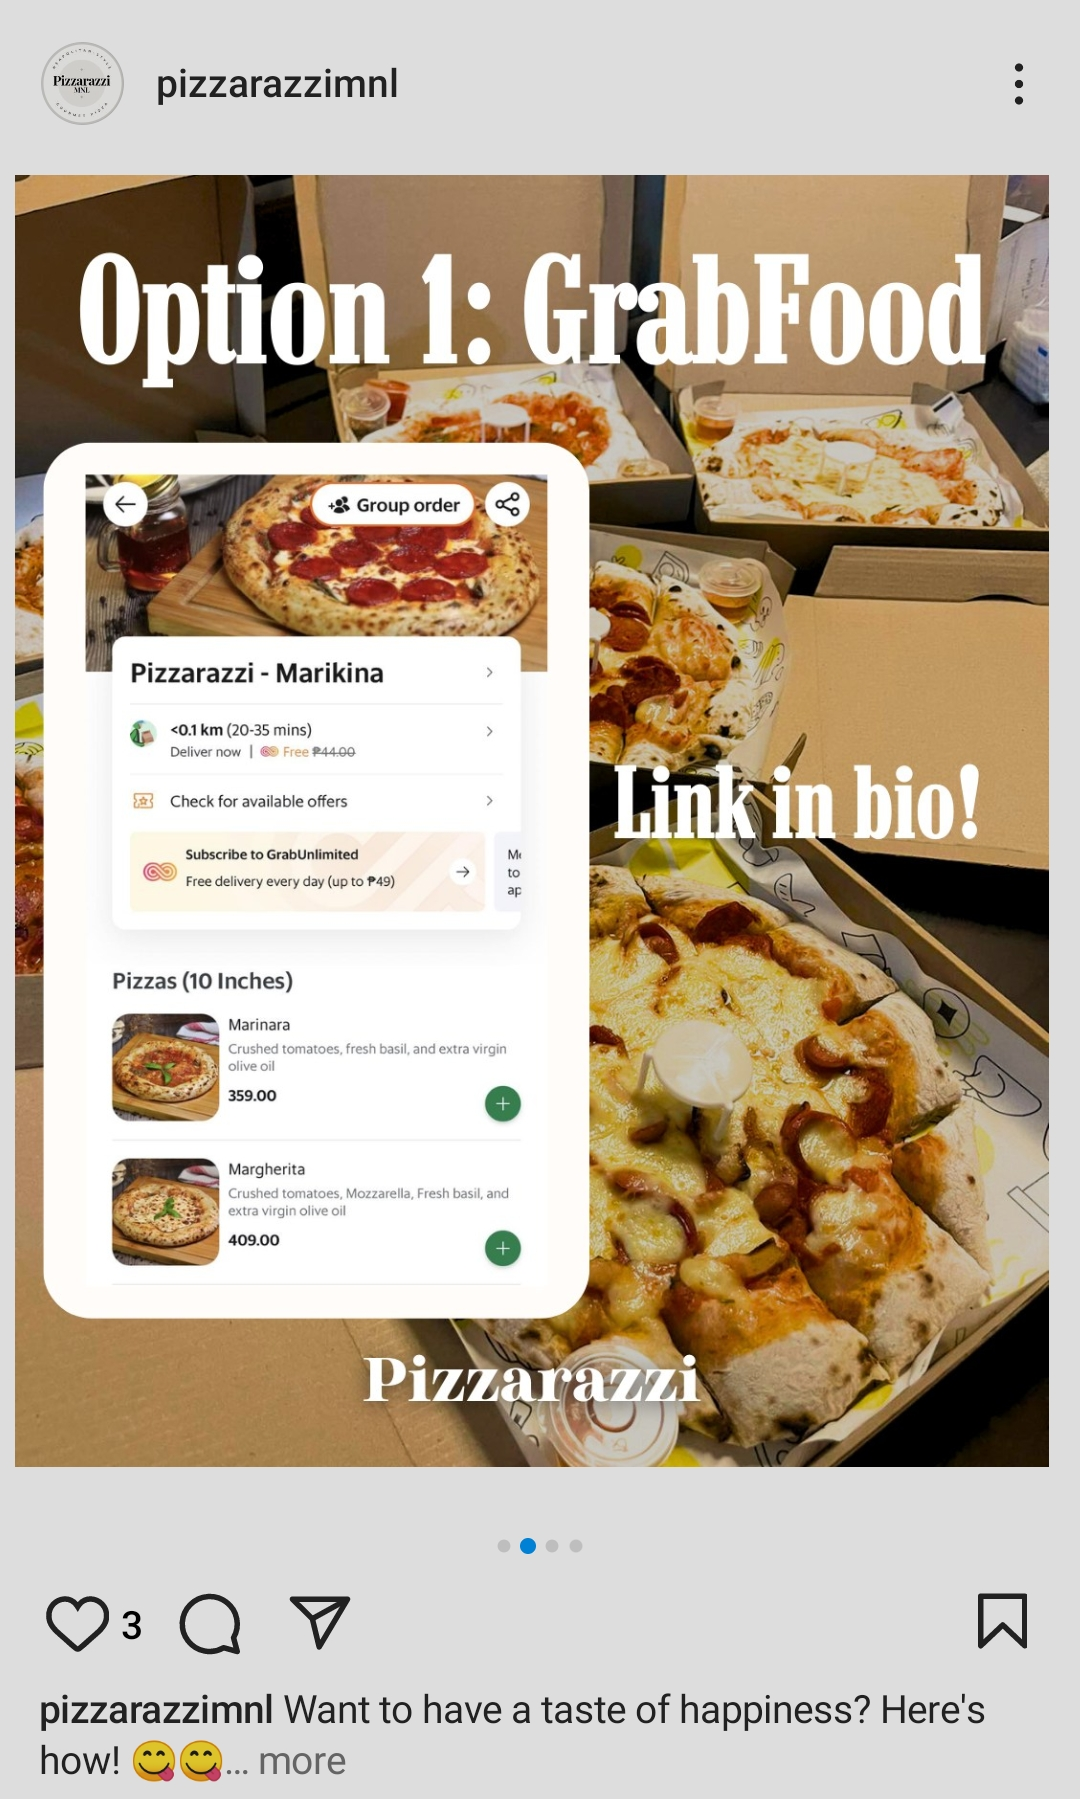 NEAPOLITAN-STYLE
Pizzarazzi
MNL
GOURMET PIZZA
pizzarazzimnl
Option 1: GrabFood
Group order
Pizzarazzi - Marikina
<0.1 km (20-35 mins)
Deliver now | Free ₱44.00
Check for available offers
Subscribe to GrabUnlimited
Free delivery every day (up to ₱49)
to
Link in bio!
Pizzas (10 Inches)
Marinara
Crushed tomatoes, fresh basil, and extra virgin
olive oil
359.00
Margherita
Crushed tomatoes, Mozzarella, Fresh basil, and
extra virgin olive oil
409.00
Pizzarazzi
3
pizzarazzimnl Want to have a taste of happiness? Here's
how! 😋😋... more